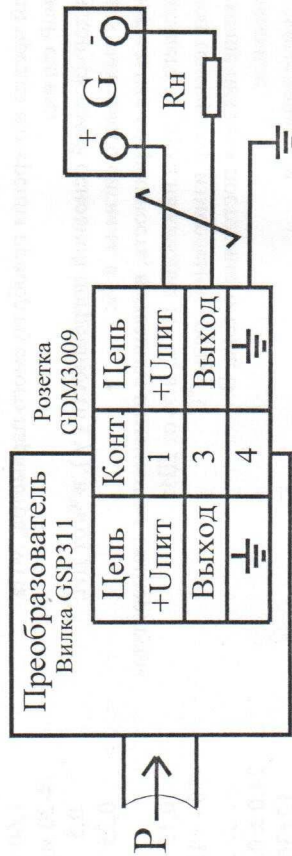 Преобразователь
Вилка GSP311
Розетка
GDM3009
Цепь Конт. Цепь
+Uпит 1 +Uпит
Выход 3 Выход
4
P
+ G -
Rн